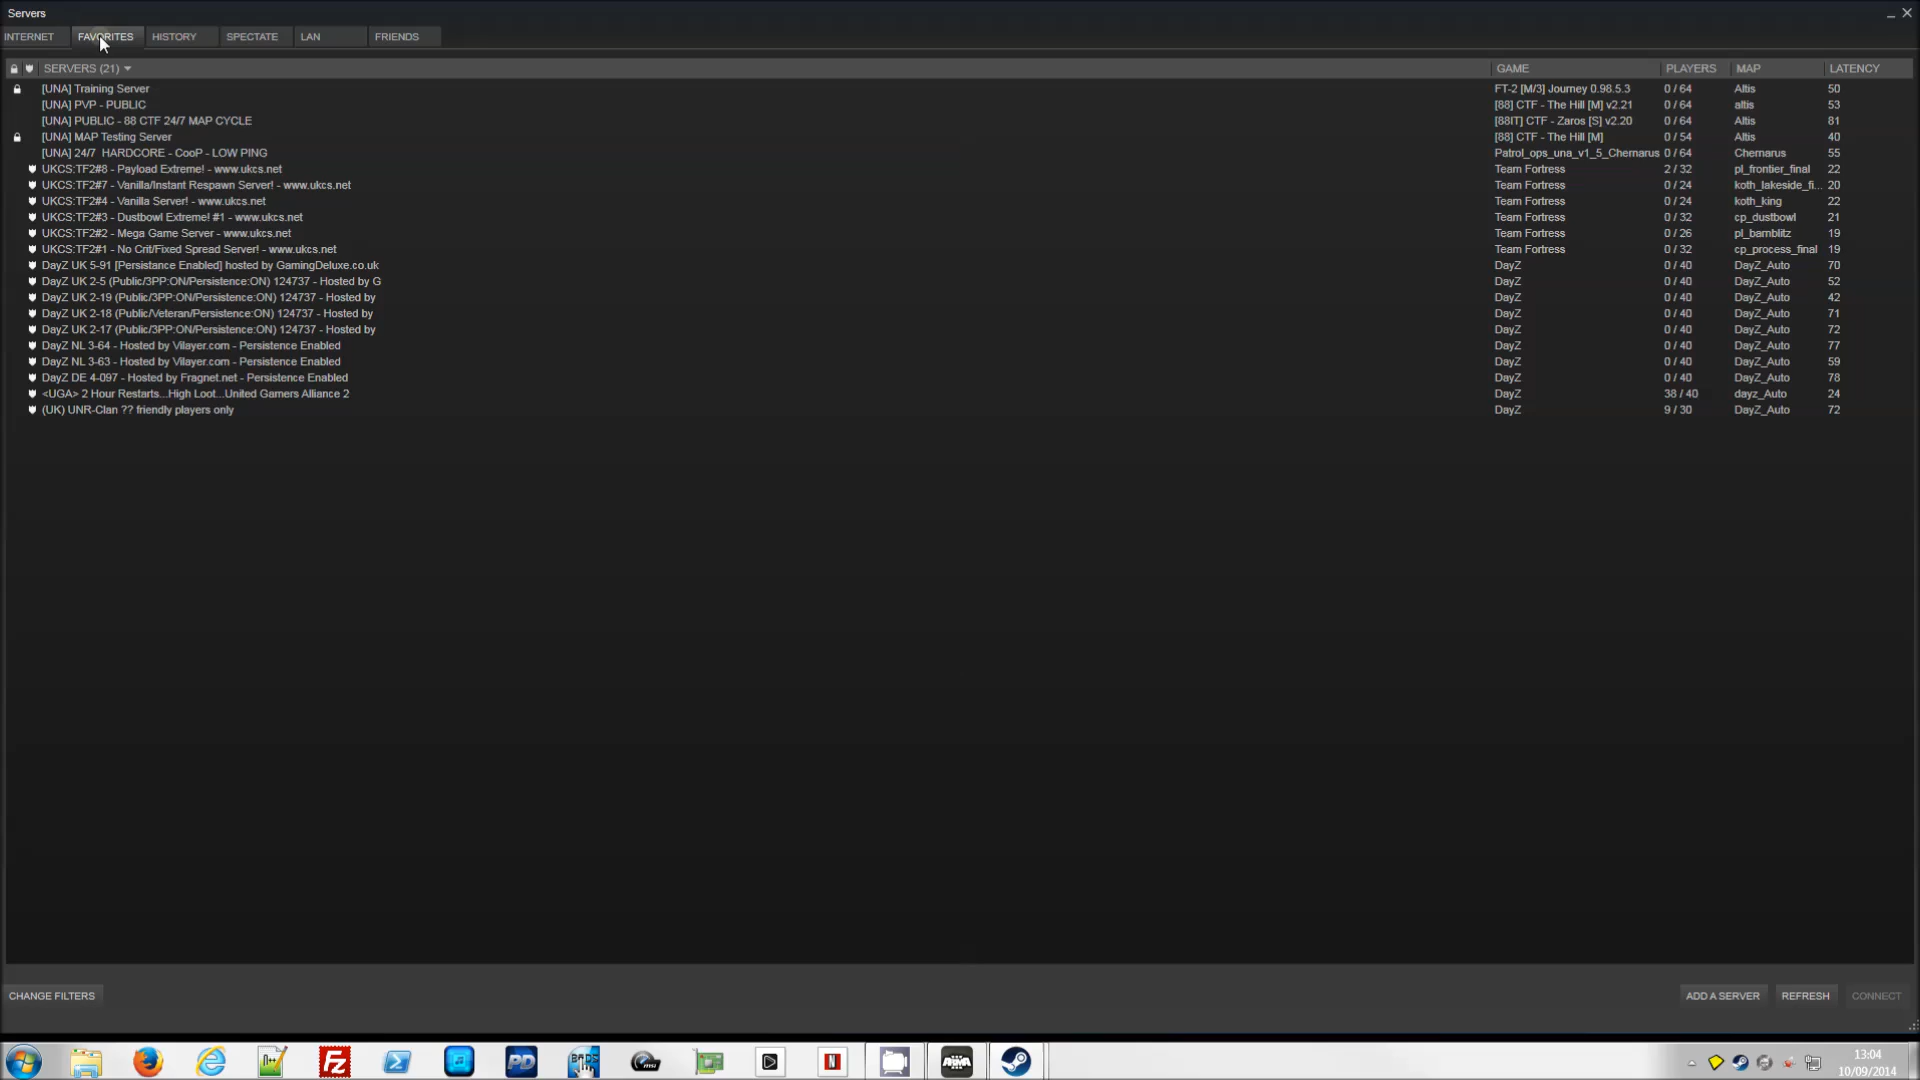 Servers
INTERNET FAVORITES HISTORY SPECTATE LAN FRIENDS
SERVERS (21) GAME PLAYERS MAP LATENCY
[UNA] Training Server FT-2 [M/3] Journey 0.98.5.3 0 / 64 Altis 50
[UNA] PVP - PUBLIC [88] CTF - The Hill [M] v2.21 0 / 64 altis 53
[UNA] PUBLIC - 88 CTF 24/7 MAP CYCLE [88IT] CTF - Zaros [S] v2.20 0 / 64 Altis 81
[UNA] MAP Testing Server [88] CTF - The Hill [M] 0 / 54 Altis 40
[UNA] 24/7 HARDCORE - CooP - LOW PING Patrol_ops_una_v1_5_Chernarus 0 / 64 Chernarus 55
UKCS:TF2#8 - Payload Extreme! - www.ukcs.net Team Fortress 2 / 32 pl_frontier_final 22
UKCS:TF2#7 - Vanilla/Instant Respawn Server! - www.ukcs.net Team Fortress 0 / 24 koth_lakeside_fi... 20
UKCS:TF2#4 - Vanilla Server! - www.ukcs.net Team Fortress 0 / 24 koth_king 22
UKCS:TF2#3 - Dustbowl Extreme! #1 - www.ukcs.net Team Fortress 0 / 32 cp_dustbowl 21
UKCS:TF2#2 - Mega Game Server - www.ukcs.net Team Fortress 0 / 26 pl_barnblitz 19
UKCS:TF2#1 - No Crit/Fixed Spread Server! - www.ukcs.net Team Fortress 0 / 32 cp_process_final 19
DayZ UK 5-91 [Persistance Enabled] hosted by GamingDeluxe.co.uk DayZ 0 / 40 DayZ_Auto 70
DayZ UK 2-5 (Public/3PP:ON/Persistence:ON) 124737 - Hosted by G DayZ 0 / 40 DayZ_Auto 52
DayZ UK 2-19 (Public/3PP:ON/Persistence:ON) 124737 - Hosted by DayZ 0 / 40 DayZ_Auto 42
DayZ UK 2-18 (Public/Veteran/Persistence:ON) 124737 - Hosted by DayZ 0 / 40 DayZ_Auto 71
DayZ UK 2-17 (Public/3PP:ON/Persistence:ON) 124737 - Hosted by DayZ 0 / 40 DayZ_Auto 72
DayZ NL 3-64 - Hosted by Vilayer.com - Persistence Enabled DayZ 0 / 40 DayZ_Auto 77
DayZ NL 3-63 - Hosted by Vilayer.com - Persistence Enabled DayZ 0 / 40 DayZ_Auto 59
DayZ DE 4-097 - Hosted by Fragnet.net - Persistence Enabled DayZ 0 / 40 DayZ_Auto 78
<UGA> 2 Hour Restarts...High Loot...United Gamers Alliance 2 DayZ 38 / 40 dayz_Auto 24
(UK) UNR-Clan ?? friendly players only DayZ 9 / 30 DayZ_Auto 72
CHANGE FILTERS ADD A SERVER REFRESH CONNECT
13:04
10/09/2014